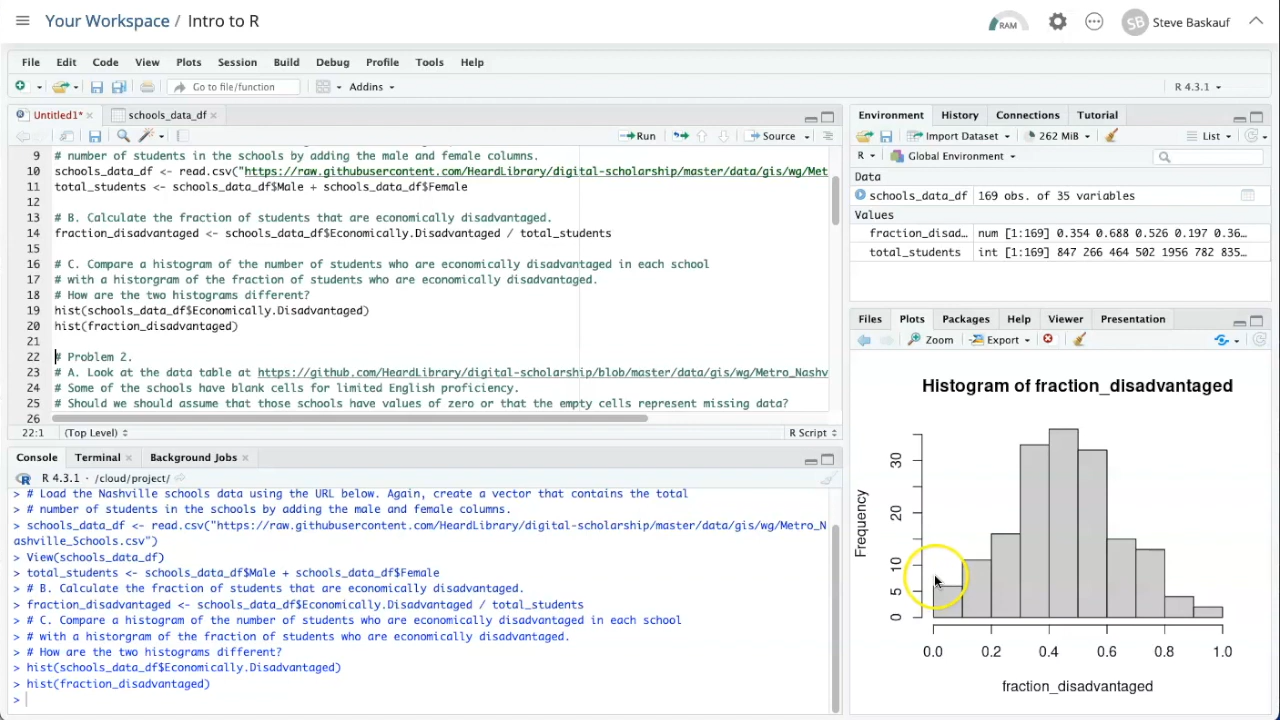 Your Workspace / Intro to R
RAM
SB Steve Baskauf
File Edit Code View Plots Session Build Debug Profile Tools Help
Go to file/function
Addins
R 4.3.1
Untitled1*
schools_data_df
Run
Source
9 # number of students in the schools by adding the male and female columns.
10 schools_data_df <- read.csv("https://raw.githubusercontent.com/HeardLibrary/digital-scholarship/master/data/gis/wg/Met
11 total_students <- schools_data_df$Male + schools_data_df$Female
12
13 # B. Calculate the fraction of students that are economically disadvantaged.
14 fraction_disadvantaged <- schools_data_df$Economically.Disadvantaged / total_students
15
16 # C. Compare a histogram of the number of students who are economically disadvantaged in each school
17 # with a historgram of the fraction of students who are economically disadvantaged.
18 # How are the two histograms different?
19 hist(schools_data_df$Economically.Disadvantaged)
20 hist(fraction_disadvantaged)
21
22 # Problem 2.
23 # A. Look at the data table at https://github.com/HeardLibrary/digital-scholarship/blob/master/data/gis/wg/Metro_Nashv
24 # Some of the schools have blank cells for limited English proficiency.
25 # Should we should assume that those schools have values of zero or that the empty cells represent missing data?
26
22:1 (Top Level) R Script
Console Terminal Background Jobs
R 4.3.1 · /cloud/project/
> # Load the Nashville schools data using the URL below. Again, create a vector that contains the total
> # number of students in the schools by adding the male and female columns.
> schools_data_df <- read.csv("https://raw.githubusercontent.com/HeardLibrary/digital-scholarship/master/data/gis/wg/Metro_N
ashville_Schools.csv")
> View(schools_data_df)
> total_students <- schools_data_df$Male + schools_data_df$Female
> # B. Calculate the fraction of students that are economically disadvantaged.
> fraction_disadvantaged <- schools_data_df$Economically.Disadvantaged / total_students
> # C. Compare a histogram of the number of students who are economically disadvantaged in each school
> # with a historgram of the fraction of students who are economically disadvantaged.
> # How are the two histograms different?
> hist(schools_data_df$Economically.Disadvantaged)
> hist(fraction_disadvantaged)
>
Environment History Connections Tutorial
Import Dataset 262 MiB List
R Global Environment
Data
schools_data_df 169 obs. of 35 variables
Values
fraction_disad… num [1:169] 0.354 0.688 0.526 0.197 0.36…
total_students int [1:169] 847 266 464 502 1956 782 835…
Files Plots Packages Help Viewer Presentation
Zoom Export
Histogram of fraction_disadvantaged
Frequency
30
20
10
5
0
0.0 0.2 0.4 0.6 0.8 1.0
fraction_disadvantaged